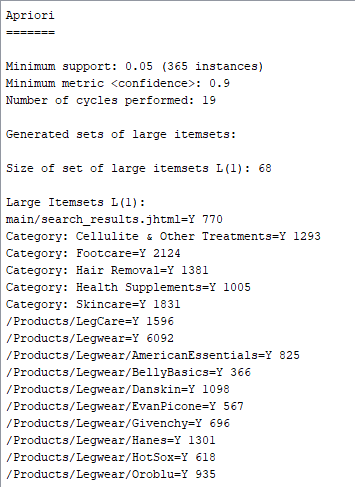 Apriori
=======
Minimum support: 0.05 (365 instances)
Minimum metric <confidence>: 0.9
Number of cycles performed: 19
Generated sets of large itemsets:
Size of set of large itemsets L(1): 68
Large Itemsets L(1):
main/search_results.jhtml=Y 770
Category: Cellulite & Other Treatments=Y 1293
Category: Footcare=Y 2124
Category: Hair Removal=Y 1381
Category: Health Supplements=Y 1005
Category: Skincare=Y 1831
/Products/LegCare=Y 1596
/Products/Legwear=Y 6092
/Products/Legwear/AmericanEssentials=Y 825
/Products/Legwear/BellyBasics=Y 366
/Products/Legwear/Danskin=Y 1098
/Products/Legwear/EvanPicone=Y 567
/Products/Legwear/Givenchy=Y 696
/Products/Legwear/Hanes=Y 1301
/Products/Legwear/HotSox=Y 618
/Products/Legwear/Oroblu=Y 935